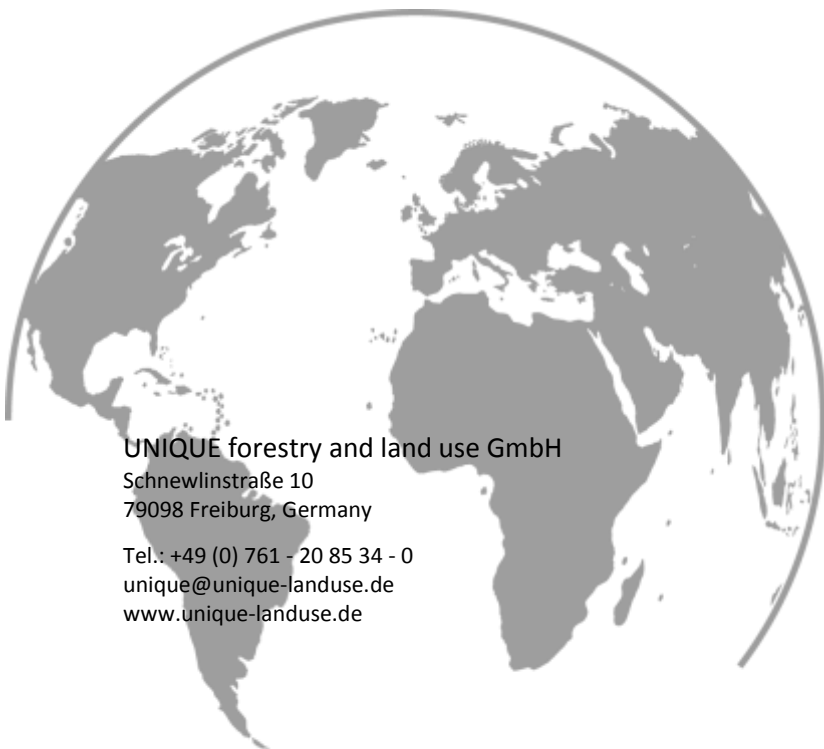 UNIQUE forestry and land use GmbH
Schnewlinstraße 10
79098 Freiburg, Germany
Tel.: +49 (0) 761 - 20 85 34 - 0
unique@unique-landuse.de
www.unique-landuse.de